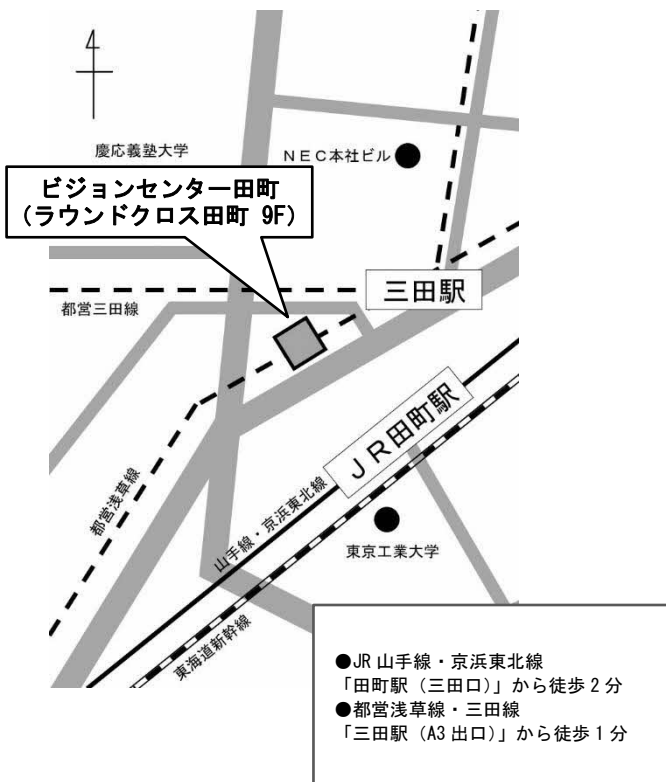 慶応義塾大学
NEC本社ビル
ビジョンセンター田町
(ラウンドクロス田町 9F)
三田駅
都営三田線
JR田町駅
都営浅草線
山手線・京浜東北線
東京工業大学
東海道新幹線
●JR 山手線・京浜東北線
「田町駅(三田口)」から徒歩 2 分
●都営浅草線・三田線
「三田駅(A3 出口)」から徒歩 1 分